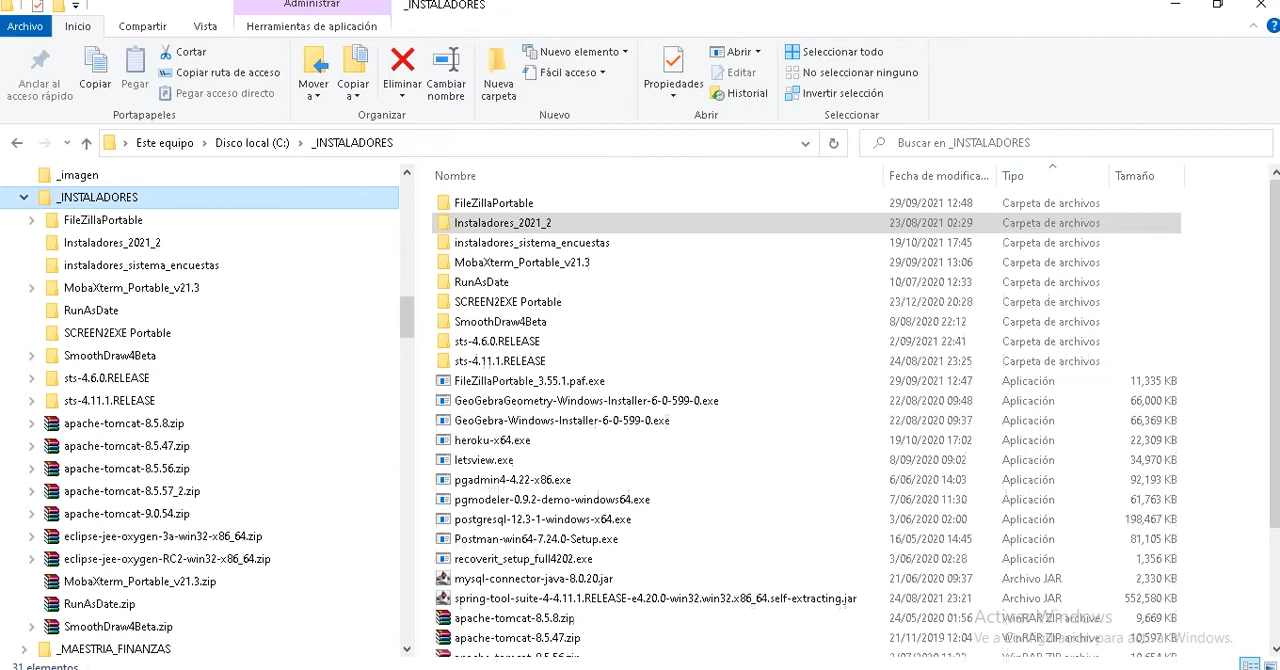 Administrar
_INSTALADORES
Archivo Inicio Compartir Vista Herramientas de aplicación
Anclar al acceso rápido
Copiar
Pegar
Cortar
Copiar ruta de acceso
Pegar acceso directo
Portapapeles
Mover a
Copiar a
Eliminar
Cambiar nombre
Organizar
Nueva carpeta
Nuevo elemento
Fácil acceso
Nuevo
Propiedades
Abrir
Editar
Historial
Abrir
Seleccionar todo
No seleccionar ninguno
Invertir selección
Seleccionar
Este equipo > Disco local (C:) > _INSTALADORES
Buscar en _INSTALADORES
_imagen
_INSTALADORES
FileZillaPortable
Instaladores_2021_2
instaladores_sistema_encuestas
MobaXterm_Portable_v21.3
RunAsDate
SCREEN2EXE Portable
SmoothDraw4Beta
sts-4.6.0.RELEASE
sts-4.11.1.RELEASE
apache-tomcat-8.5.8.zip
apache-tomcat-8.5.47.zip
apache-tomcat-8.5.56.zip
apache-tomcat-8.5.57_2.zip
apache-tomcat-9.0.54.zip
eclipse-jee-oxygen-3a-win32-x86_64.zip
eclipse-jee-oxygen-RC2-win32-x86_64.zip
MobaXterm_Portable_v21.3.zip
RunAsDate.zip
SmoothDraw4Beta.zip
_MAESTRIA_FINANZAS
31 elementos
Nombre Fecha de modifica... Tipo Tamaño
FileZillaPortable 29/09/2021 12:48 Carpeta de archivos
Instaladores_2021_2 23/08/2021 02:29 Carpeta de archivos
instaladores_sistema_encuestas 19/10/2021 17:45 Carpeta de archivos
MobaXterm_Portable_v21.3 29/09/2021 13:06 Carpeta de archivos
RunAsDate 10/07/2020 12:33 Carpeta de archivos
SCREEN2EXE Portable 23/12/2020 20:28 Carpeta de archivos
SmoothDraw4Beta 8/08/2020 22:12 Carpeta de archivos
sts-4.6.0.RELEASE 2/09/2021 22:41 Carpeta de archivos
sts-4.11.1.RELEASE 24/08/2021 23:25 Carpeta de archivos
FileZillaPortable_3.55.1.paf.exe 29/09/2021 12:47 Aplicación 11,335 KB
GeoGebraGeometry-Windows-Installer-6-0-599-0.exe 22/08/2020 09:48 Aplicación 66,000 KB
GeoGebra-Windows-Installer-6-0-599-0.exe 22/08/2020 09:37 Aplicación 66,369 KB
heroku-x64.exe 19/10/2021 17:02 Aplicación 22,309 KB
letsview.exe 8/09/2020 09:02 Aplicación 34,970 KB
pgadmin4-4.22-x86.exe 6/06/2020 14:03 Aplicación 92,193 KB
pgmodeler-0.9.2-demo-windows64.exe 7/06/2020 11:30 Aplicación 61,763 KB
postgresql-12.3-1-windows-x64.exe 3/06/2020 02:00 Aplicación 198,467 KB
Postman-win64-7.24.0-Setup.exe 16/05/2020 14:45 Aplicación 81,105 KB
recoverit_setup_full4202.exe 3/06/2020 02:28 Aplicación 1,356 KB
mysql-connector-java-8.0.20.jar 21/06/2020 09:37 Archivo JAR 2,330 KB
spring-tool-suite-4-4.11.1.RELEASE-e4.20.0-win32.win32.x86_64.self-extracting.jar 24/08/2021 23:21 Archivo JAR 552,580 KB
apache-tomcat-8.5.8.zip 24/05/2020 01:56 WinRAR ZIP archive 9,669 KB
apache-tomcat-8.5.47.zip 21/11/2019 12:04 WinRAR ZIP archive 10,597 KB
apache-tomcat-8.5.56.zip
Activar Windows
Ve a Configuración para activar Windows.